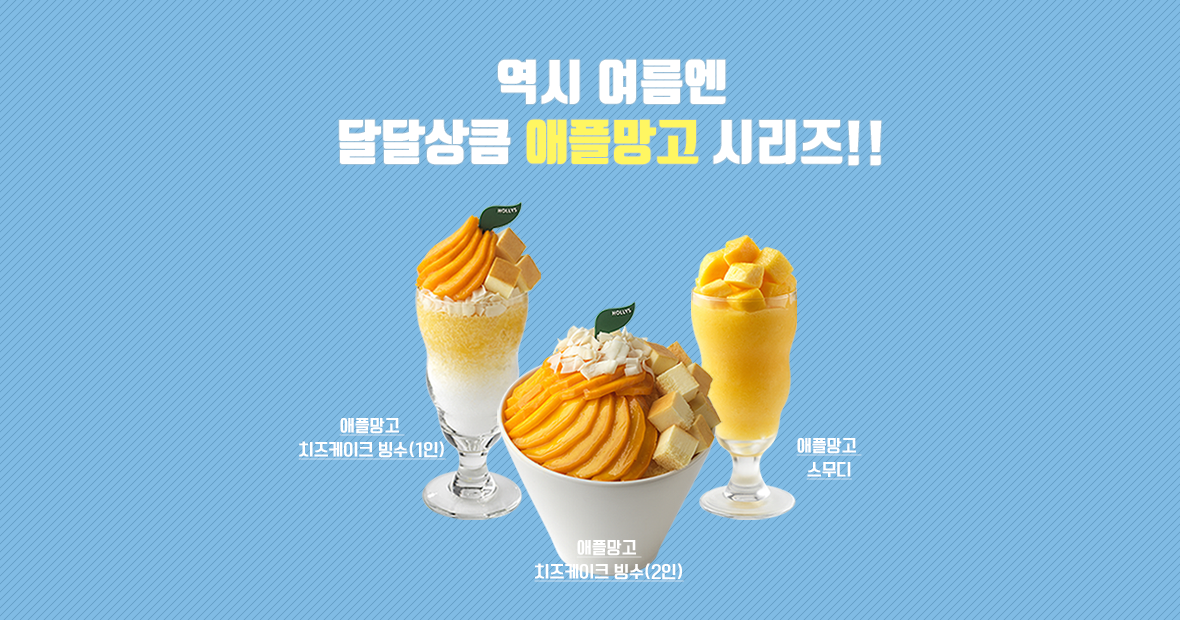 역시 여름엔
달달상큼 애플망고 시리즈!!
HOLLYS
HOLLYS
애플망고
치즈케이크 빙수(1인)
애플망고
스무디
애플망고
치즈케이크 빙수(2인)